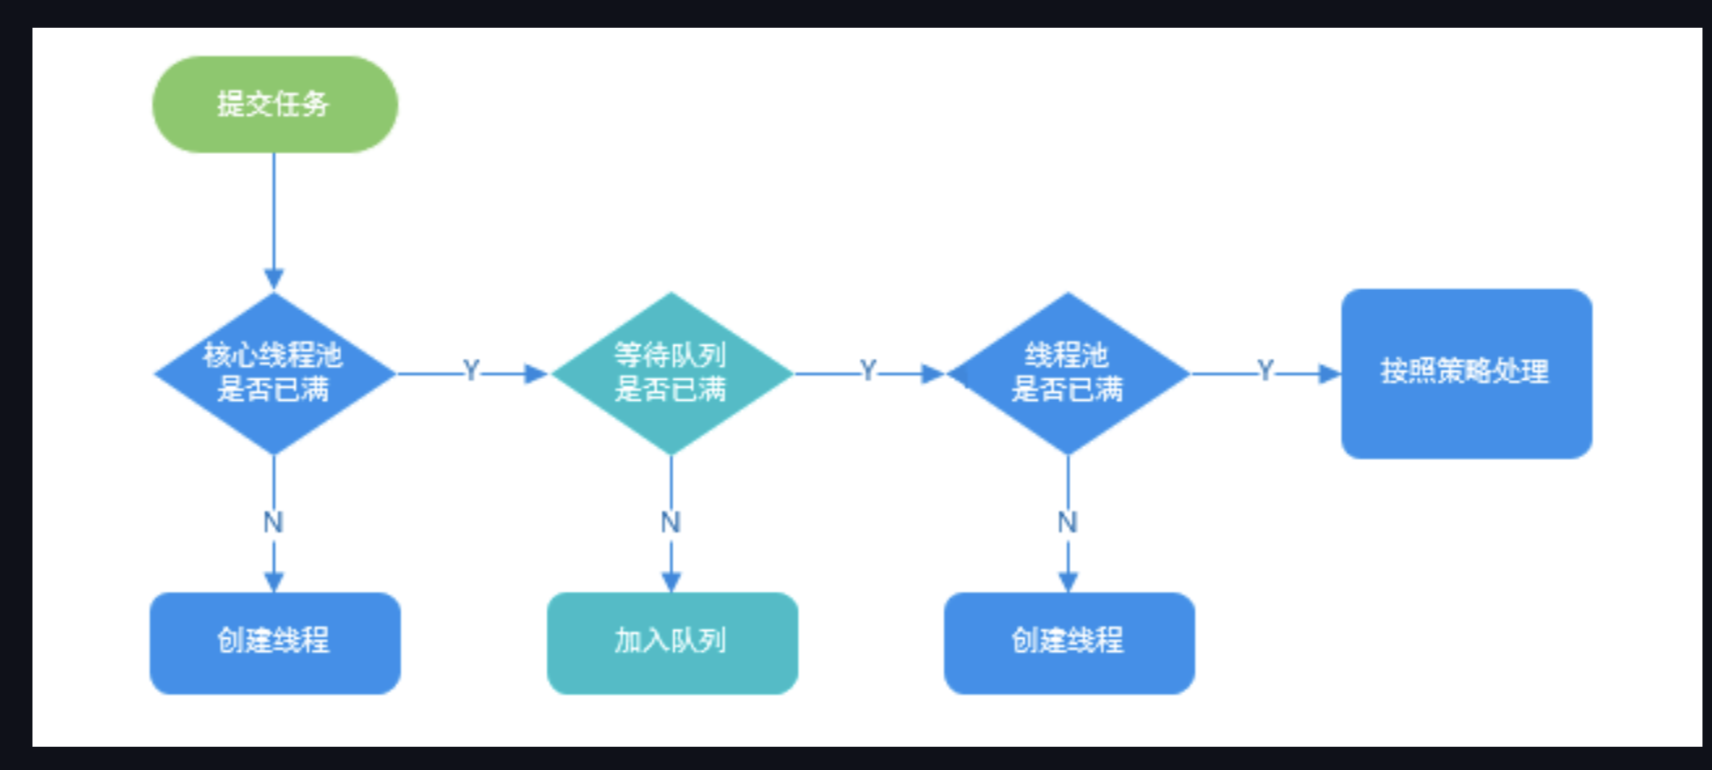 提交任务
核心线程池
是否已满
Y
等待队列
是否已满
Y
线程池
是否已满
Y
按照策略处理
N
N
N
创建线程
加入队列
创建线程